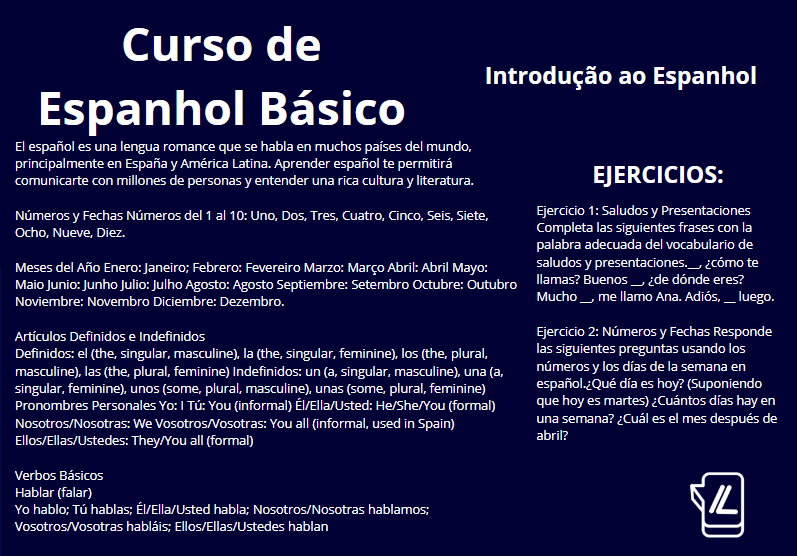 Curso de
Espanhol Básico
El español es una lengua romance que se habla en muchos países del mundo,
principalmente en España y América Latina. Aprender español te permitirá
comunicarte con millones de personas y entender una rica cultura y literatura.
Números y Fechas Números del 1 al 10: Uno, Dos, Tres, Cuatro, Cinco, Seis, Siete,
Ocho, Nueve, Diez.
Meses del Año Enero: Janeiro; Febrero: Fevereiro Marzo: Março Abril: Abril Mayo:
Maio Junio: Junho Julio: Julho Agosto: Agosto Septiembre: Setembro Octubre: Outubro
Noviembre: Novembro Diciembre: Dezembro.
Artículos Definidos e Indefinidos
Definidos: el (the, singular, masculine), la (the, singular, feminine), los (the, plural,
masculine), las (the, plural, feminine) Indefinidos: un (a, singular, masculine), una (a,
singular, feminine), unos (some, plural, masculine), unas (some, plural, feminine)
Pronombres Personales Yo: I Tú: You (informal) Él/Ella/Usted: He/She/You (formal)
Nosotros/Nosotras: We Vosotros/Vosotras: You all (informal, used in Spain)
Ellos/Ellas/Ustedes: They/You all (formal)
Verbos Básicos
Hablar (falar)
Yo hablo; Tú hablas; Él/Ella/Usted habla; Nosotros/Nosotras hablamos;
Vosotros/Vosotras habláis; Ellos/Ellas/Ustedes hablan
Introdução ao Espanhol
EJERCICIOS:
Ejercicio 1: Saludos y Presentaciones
Completa las siguientes frases con la
palabra adecuada del vocabulario de
saludos y presentaciones.__, ¿cómo te
llamas? Buenos __, ¿de dónde eres?
Mucho __, me llamo Ana. Adiós, __ luego.
Ejercicio 2: Números y Fechas Responde
las siguientes preguntas usando los
números y los días de la semana en
español.¿Qué día es hoy? (Suponiendo
que hoy es martes) ¿Cuántos días hay en
una semana? ¿Cuál es el mes después de
abril?